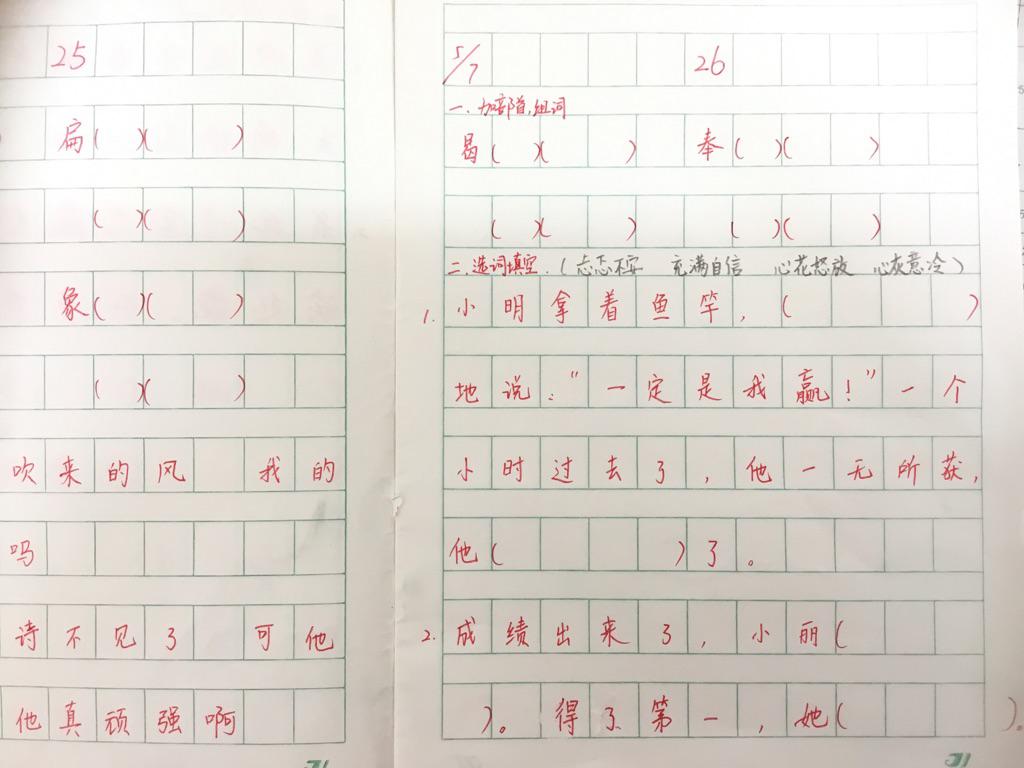 25
扁( )( )
( )( )
象( )( )
( )( )
吹来的风 我的
吗
诗不见了 可他
他真顽强啊
5/7 26
一.加部首,组词
曷( )( ) 奉( )( )
( )( ) ( )( )
二.选词填空.(忐忑不安 充满自信 心花怒放 心灰意冷)
1. 小明拿着鱼竿,( )
地说:“一定是我赢!”一个
小时过去了,他一无所获,
他( )了。
2. 成绩出来了,小丽(
)。得了第一,她( )。